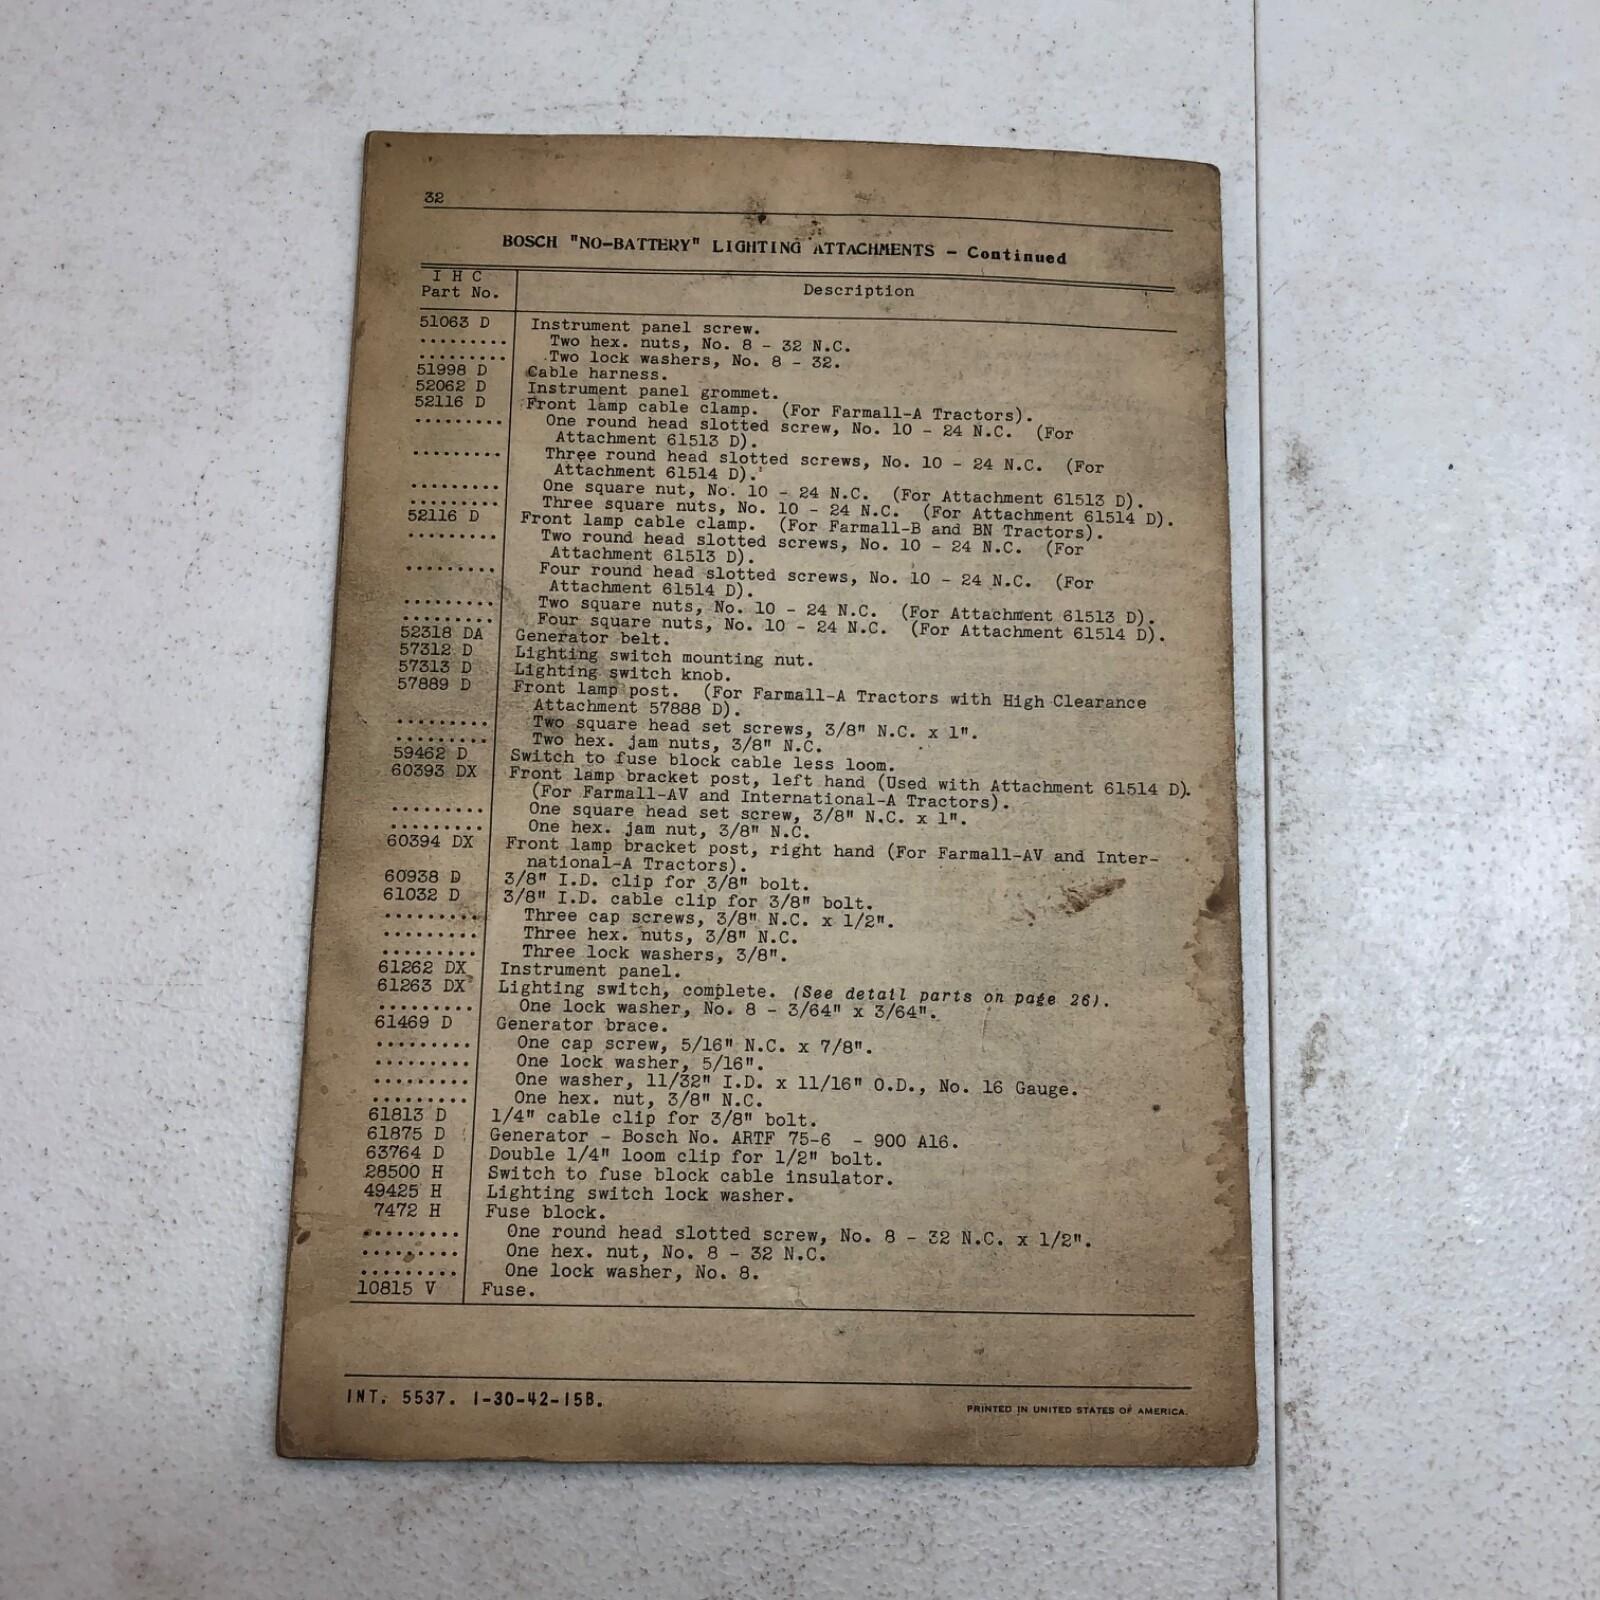 32
BOSCH "NO-BATTERY" LIGHTING ATTACHMENTS - Continued
I H C
Part No.
Description
51063 D Instrument panel screw.
......... Two hex. nuts, No. 8 - 32 N.C.
......... Two lock washers, No. 8 - 32.
51998 D Cable harness.
52062 D Instrument panel grommet.
52116 D Front lamp cable clamp. (For Farmall-A Tractors).
......... One round head slotted screw, No. 10 - 24 N.C. (For
Attachment 61513 D).
......... Three round head slotted screws, No. 10 - 24 N.C. (For
Attachment 61514 D).
......... One square nut, No. 10 - 24 N.C. (For Attachment 61513 D).
......... Three square nuts, No. 10 - 24 N.C. (For Attachment 61514 D).
52116 D Front lamp cable clamp. (For Farmall-B and BN Tractors).
......... Two round head slotted screws, No. 10 - 24 N.C. (For
Attachment 61513 D).
......... Four round head slotted screws, No. 10 - 24 N.C. (For
Attachment 61514 D).
......... Two square nuts, No. 10 - 24 N.C. (For Attachment 61513 D).
......... Four square nuts, No. 10 - 24 N.C. (For Attachment 61514 D).
52318 DA Generator belt.
57312 D Lighting switch mounting nut.
57313 D Lighting switch knob.
57889 D Front lamp post. (For Farmall-A Tractors with High Clearance
Attachment 57888 D).
......... Two square head set screws, 3/8" N.C. x 1".
......... Two hex. jam nuts, 3/8" N.C.
59462 D Switch to fuse block cable less loom.
60393 DX Front lamp bracket post, left hand (Used with Attachment 61514 D).
(For Farmall-AV and International-A Tractors).
......... One square head set screw, 3/8" N.C. x 1".
......... One hex. jam nut, 3/8" N.C.
60394 DX Front lamp bracket post, right hand (For Farmall-AV and Inter-
national-A Tractors).
60938 D 3/8" I.D. clip for 3/8" bolt.
61032 D 3/8" I.D. cable clip for 3/8" bolt.
......... Three cap screws, 3/8" N.C. x 1/2".
......... Three hex. nuts, 3/8" N.C.
......... Three lock washers, 3/8".
61262 DX Instrument panel.
61263 DX Lighting switch, complete. (See detail parts on page 26).
......... One lock washer, No. 8 - 3/64" x 3/64".
61469 D Generator brace.
......... One cap screw, 5/16" N.C. x 7/8".
......... One lock washer, 5/16".
......... One washer, 11/32" I.D. x 11/16" O.D., No. 16 Gauge.
......... One hex. nut, 3/8" N.C.
61813 D 1/4" cable clip for 3/8" bolt.
61875 D Generator - Bosch No. ARTF 75-6 - 900 A16.
63764 D Double 1/4" loom clip for 1/2" bolt.
28500 H Switch to fuse block cable insulator.
49425 H Lighting switch lock washer.
7472 H Fuse block.
......... One round head slotted screw, No. 8 - 32 N.C. x 1/2".
......... One hex. nut, No. 8 - 32 N.C.
......... One lock washer, No. 8.
10815 V Fuse.
INT. 5537. 1-30-42-15B.
PRINTED IN UNITED STATES OF AMERICA.